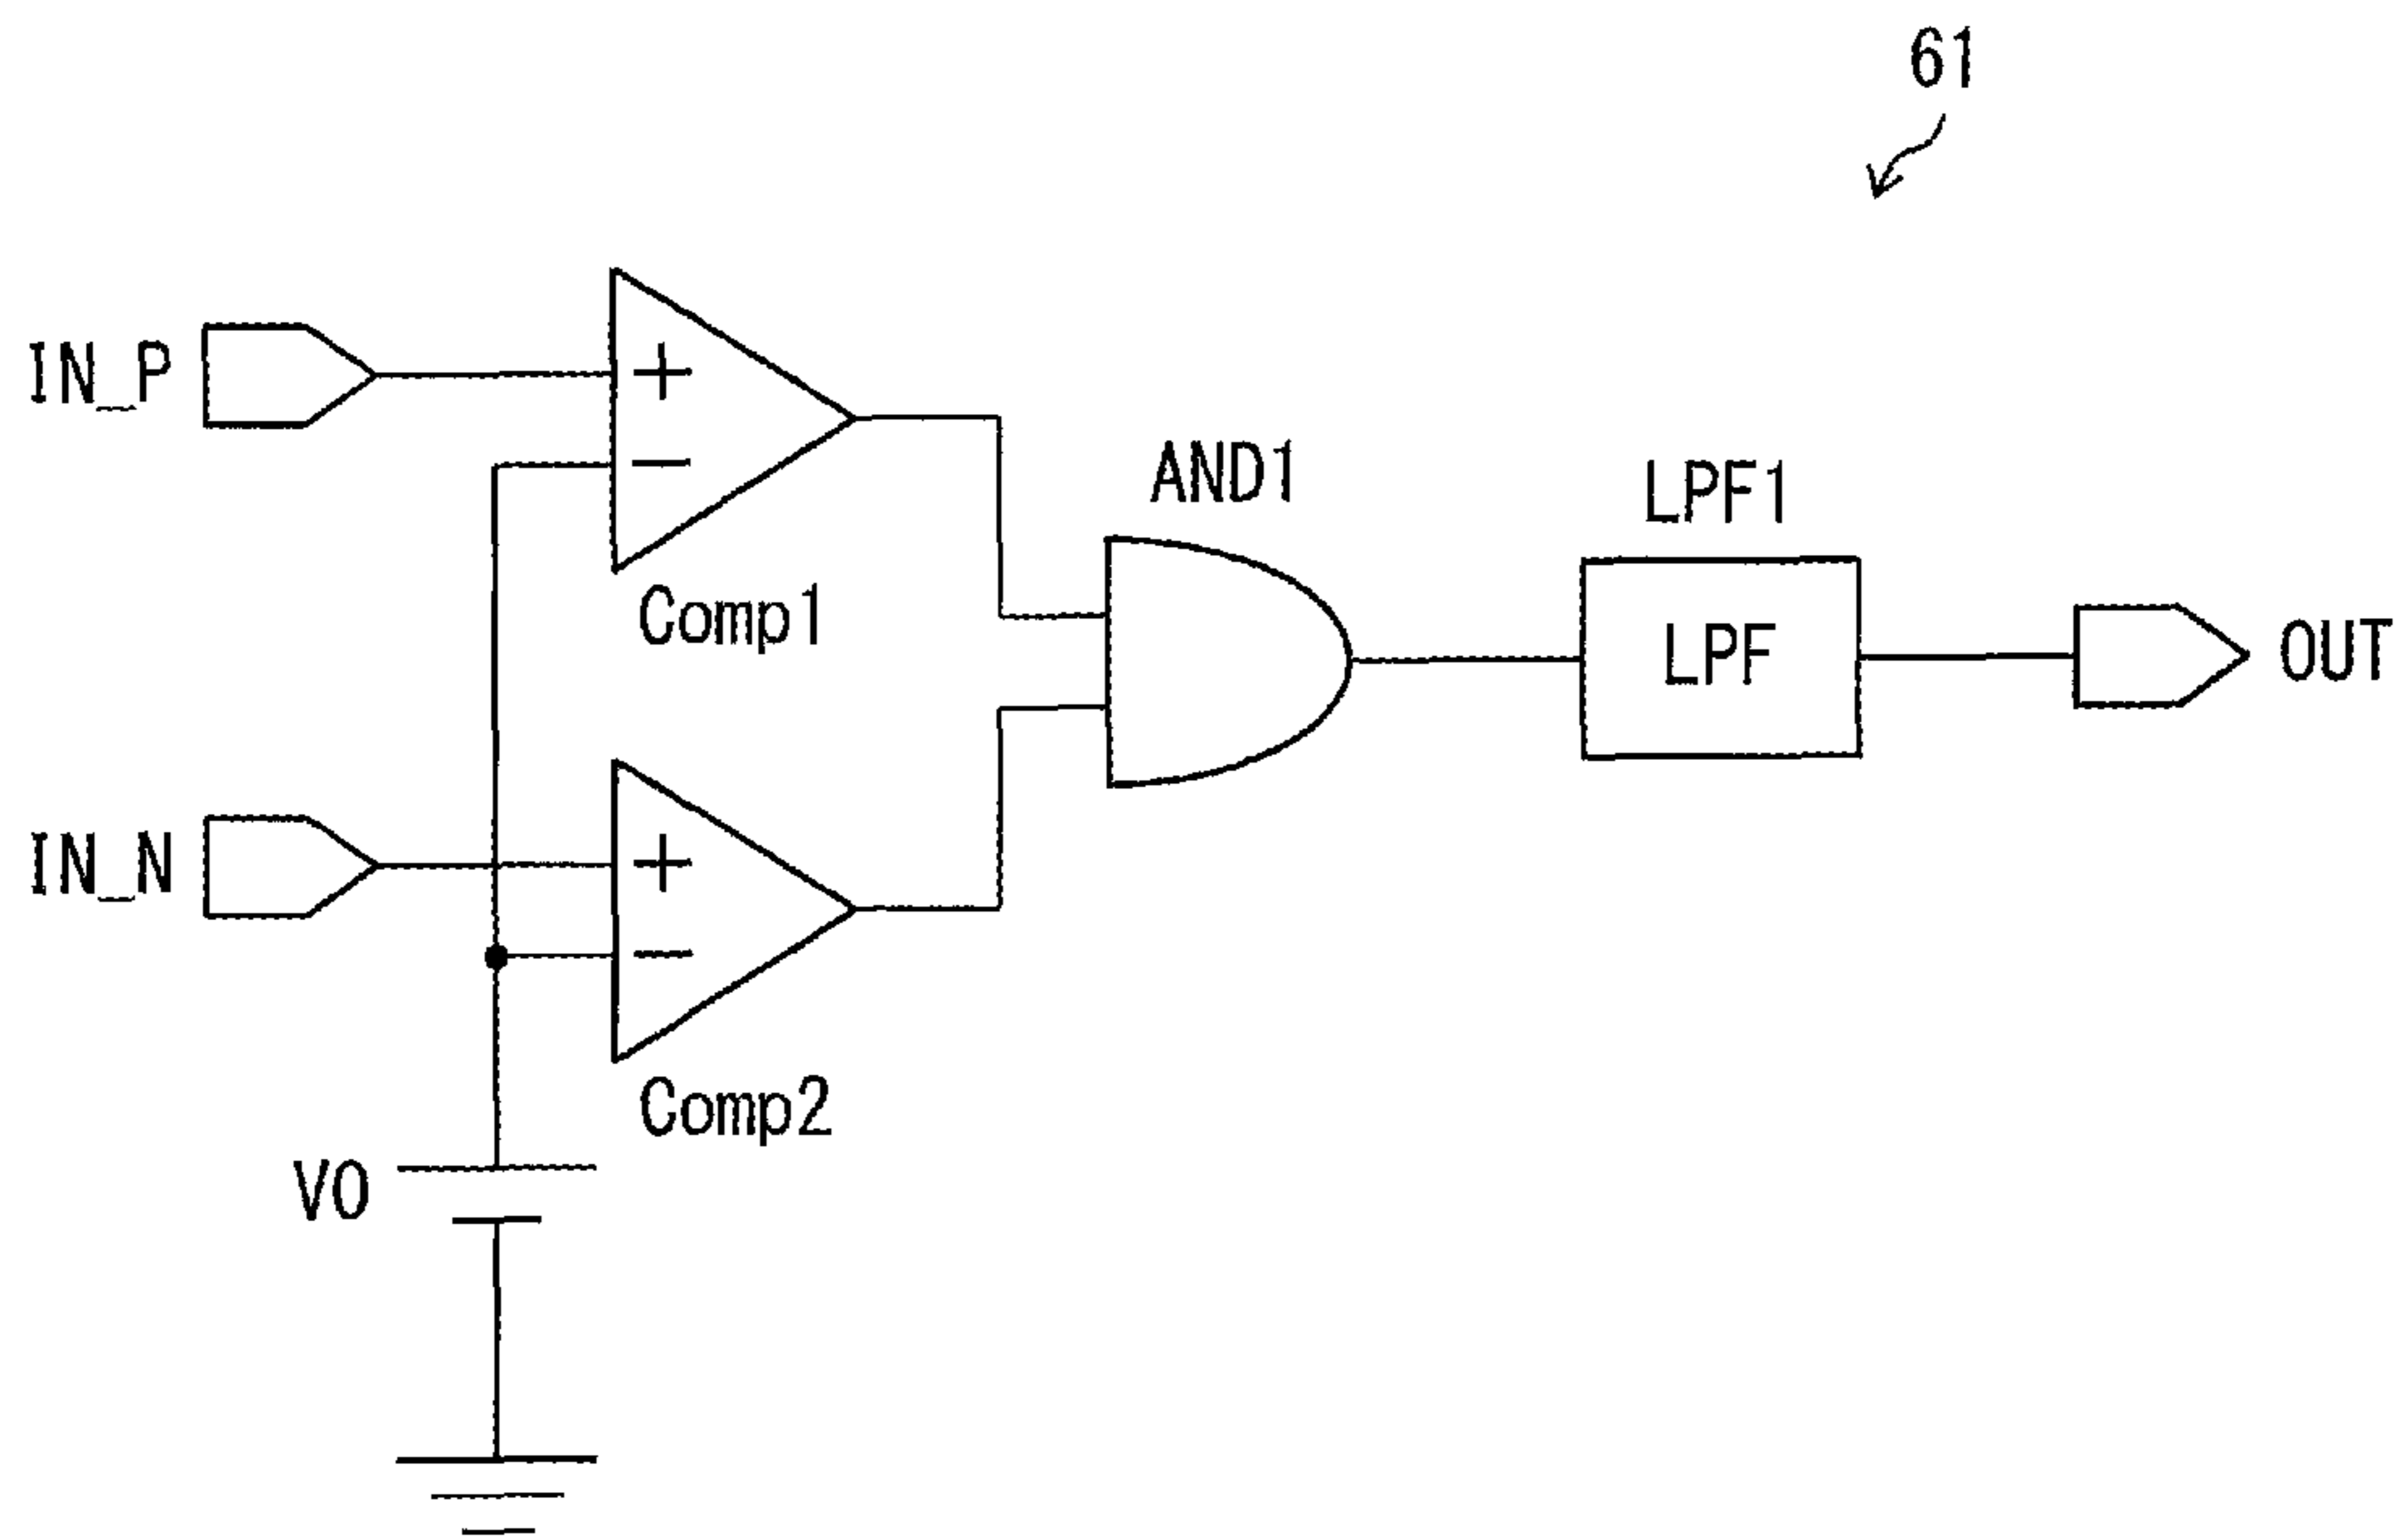 61
IN_P
+
−
Comp1
AND1
LPF1
LPF
OUT
IN_N
+
−
Comp2
V0